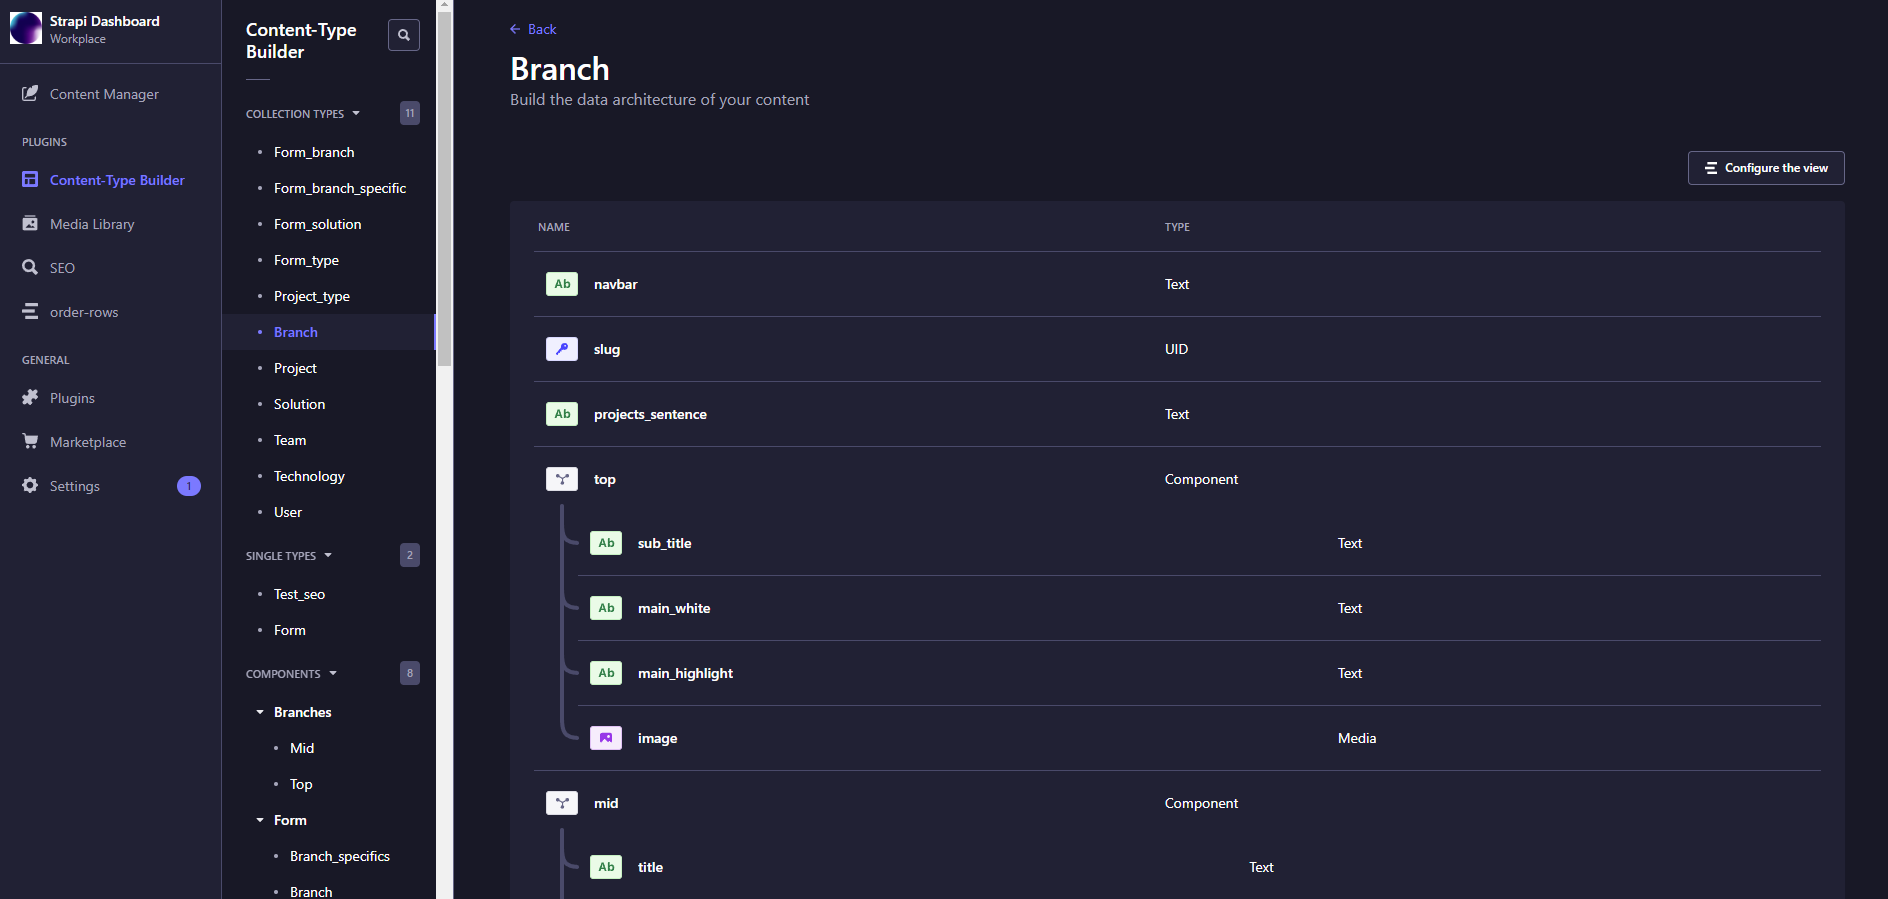 Strapi Dashboard
Workplace
Content Manager
PLUGINS
Content-Type Builder
Media Library
SEO
order-rows
GENERAL
Plugins
Marketplace
Settings
1
Content-Type
Builder
COLLECTION TYPES
11
Form_branch
Form_branch_specific
Form_solution
Form_type
Project_type
Branch
Project
Solution
Team
Technology
User
SINGLE TYPES
2
Test_seo
Form
COMPONENTS
8
Branches
Mid
Top
Form
Branch_specifics
Branch
Back
Branch
Build the data architecture of your content
Configure the view
NAME TYPE
Ab navbar Text
slug UID
Ab projects_sentence Text
top Component
Ab sub_title Text
Ab main_white Text
Ab main_highlight Text
image Media
mid Component
Ab title Text